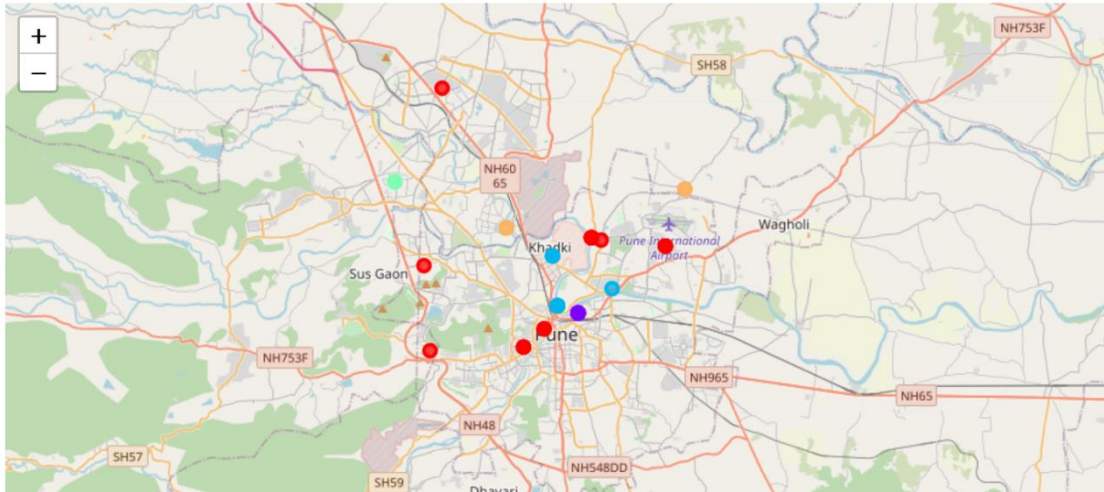 +
−
NH753F
SH58
NH60
65
Wagholi
Khadki
Pune International
Airport
Sus Gaon
Pune
NH753F
NH965
NH65
NH48
SH57
NH548DD
SH59
Dhayari